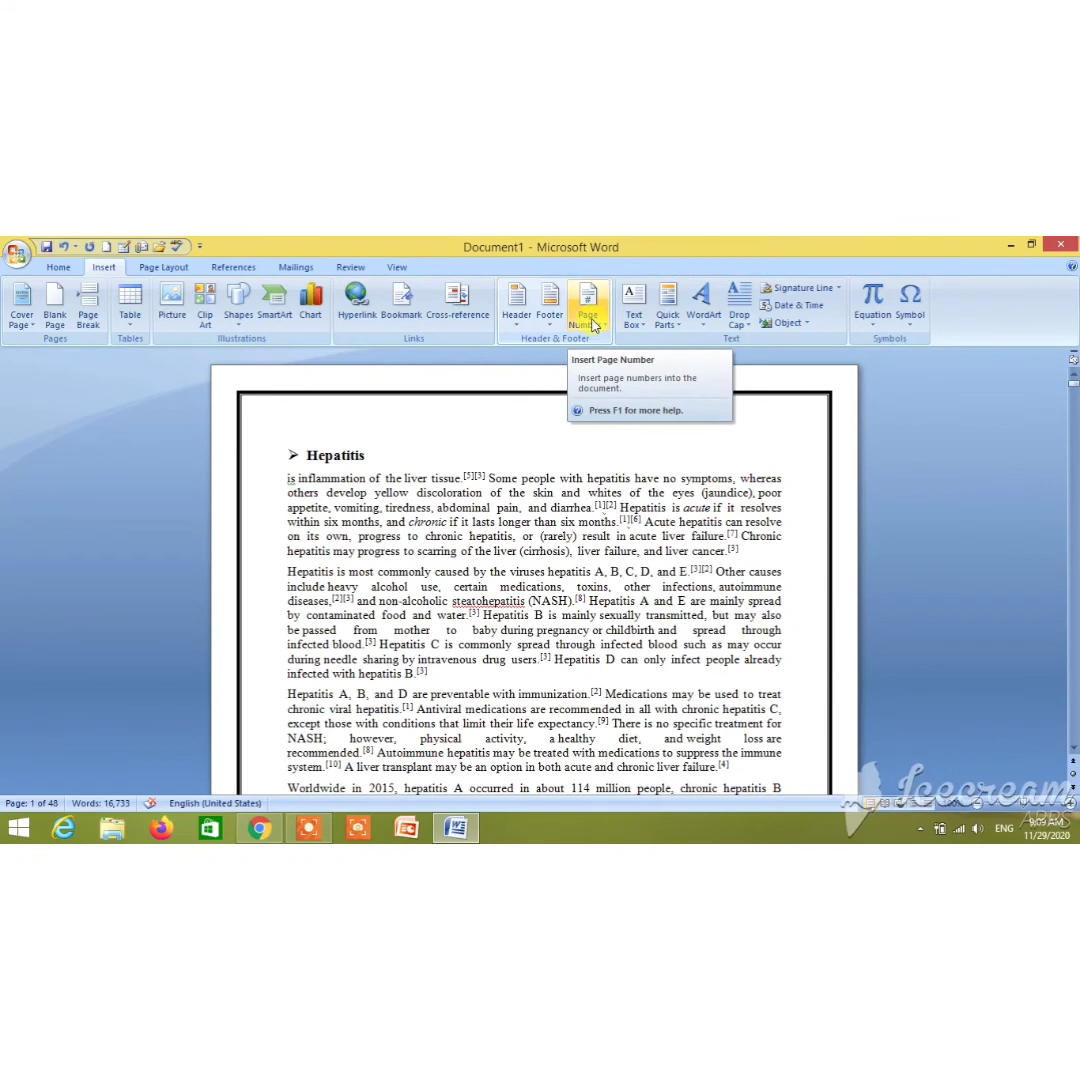 Document1 - Microsoft Word
Home Insert Page Layout References Mailings Review View
Cover Page Blank Page Page Break Table Picture Clip Art Shapes SmartArt Chart Hyperlink Bookmark Cross-reference Header Footer Page Text Box Quick Parts WordArt Drop Cap Signature Line Date & Time Object Equation Symbol
Pages Tables Illustrations Links Header & Footer Text Symbols
Insert Page Number
Insert page numbers into the
document.
Press F1 for more help.
➢ Hepatitis
is inflammation of the liver tissue.[5][3] Some people with hepatitis have no symptoms, whereas
others develop yellow discoloration of the skin and whites of the eyes (jaundice), poor
appetite, vomiting, tiredness, abdominal pain, and diarrhea.[1][2] Hepatitis is acute if it resolves
within six months, and chronic if it lasts longer than six months.[1][6] Acute hepatitis can resolve
on its own, progress to chronic hepatitis, or (rarely) result in acute liver failure.[7] Chronic
hepatitis may progress to scarring of the liver (cirrhosis), liver failure, and liver cancer.[3]
Hepatitis is most commonly caused by the viruses hepatitis A, B, C, D, and E.[3][2] Other causes
include heavy alcohol use, certain medications, toxins, other infections, autoimmune
diseases,[2][3] and non-alcoholic steatohepatitis (NASH).[8] Hepatitis A and E are mainly spread
by contaminated food and water.[3] Hepatitis B is mainly sexually transmitted, but may also
be passed from mother to baby during pregnancy or childbirth and spread through
infected blood.[3] Hepatitis C is commonly spread through infected blood such as may occur
during needle sharing by intravenous drug users.[3] Hepatitis D can only infect people already
infected with hepatitis B.[3]
Hepatitis A, B, and D are preventable with immunization.[2] Medications may be used to treat
chronic viral hepatitis.[1] Antiviral medications are recommended in all with chronic hepatitis C,
except those with conditions that limit their life expectancy.[9] There is no specific treatment for
NASH; however, physical activity, a healthy diet, and weight loss are
recommended.[8] Autoimmune hepatitis may be treated with medications to suppress the immune
system.[10] A liver transplant may be an option in both acute and chronic liver failure.[4]
Worldwide in 2015, hepatitis A occurred in about 114 million people, chronic hepatitis B
Page: 1 of 48 Words: 16,733 English (United States)
Icecream
APPS
ENG 9:09 AM
11/29/2020